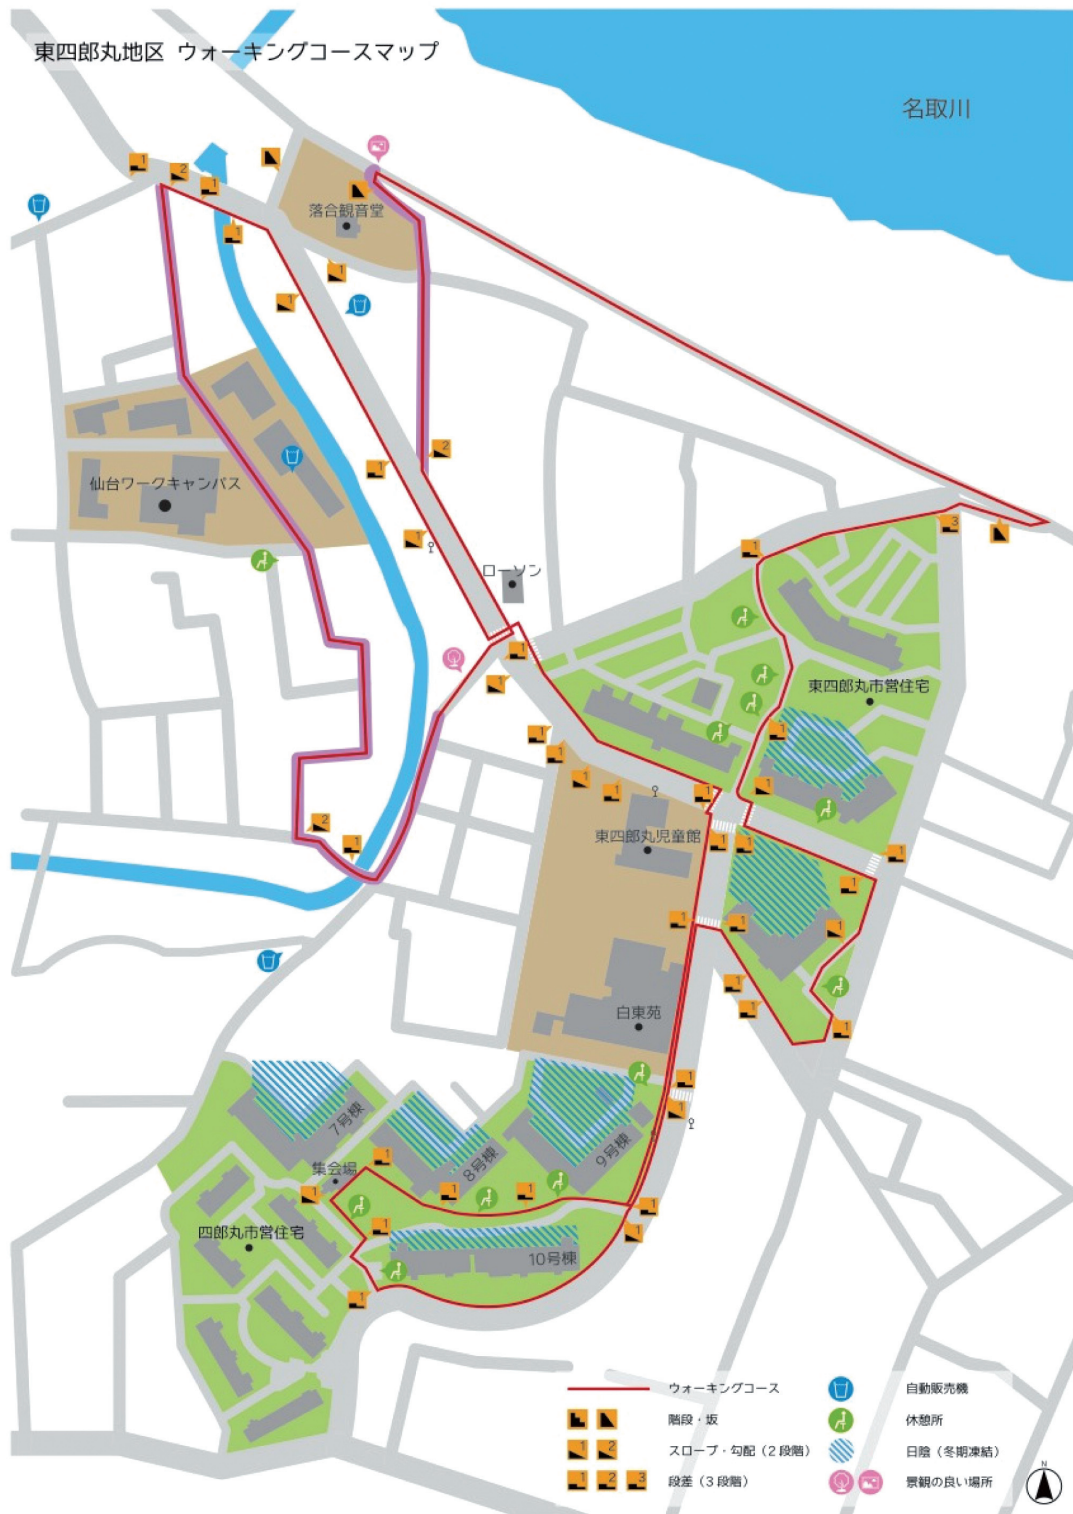 東四郎丸地区 ウォーキングコースマップ
名取川
落合観音堂
仙台ワークキャンパス
ローソン
東四郎丸市営住宅
東四郎丸児童館
白東苑
7号棟
8号棟
9号棟
集会場
四郎丸市営住宅
10号棟
ウォーキングコース
階段・坂
スロープ・勾配（2段階）
段差（3段階）
自動販売機
休憩所
日陰（冬期凍結）
景観の良い場所
N